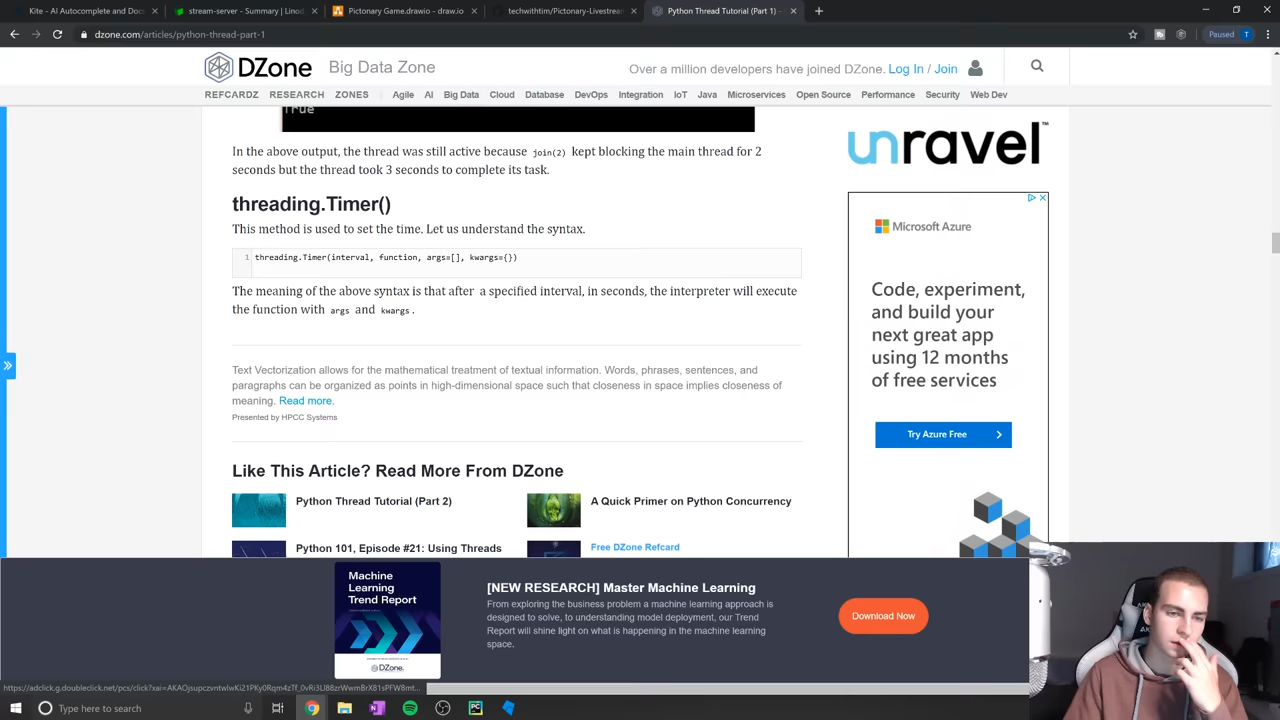 Kite - AI Autocomplete and Docs
stream-server - Summary | Linod
Pictionary Game.drawio - draw.io
techwithtim/Pictonary-Livestream
Python Thread Tutorial (Part 1) -
dzone.com/articles/python-thread-part-1
Paused
T
DZone
Big Data Zone
Over a million developers have joined DZone. Log In / Join
REFCARDZ RESEARCH ZONES Agile AI Big Data Cloud Database DevOps Integration IoT Java Microservices Open Source Performance Security Web Dev
True
In the above output, the thread was still active because join(2) kept blocking the main thread for 2
seconds but the thread took 3 seconds to complete its task.
threading.Timer()
This method is used to set the time. Let us understand the syntax.
1 threading.Timer(interval, function, args=[], kwargs={})
The meaning of the above syntax is that after a specified interval, in seconds, the interpreter will execute
the function with args and kwargs.
Text Vectorization allows for the mathematical treatment of textual information. Words, phrases, sentences, and
paragraphs can be organized as points in high-dimensional space such that closeness in space implies closeness of
meaning. Read more.
Presented by HPCC Systems
Like This Article? Read More From DZone
Python Thread Tutorial (Part 2)
A Quick Primer on Python Concurrency
Python 101, Episode #21: Using Threads
Free DZone Refcard
unravel™
Microsoft Azure
Code, experiment,
and build your
next great app
using 12 months
of free services
Try Azure Free
Machine
Learning
Trend Report
DZone.
[NEW RESEARCH] Master Machine Learning
From exploring the business problem a machine learning approach is
designed to solve, to understanding model deployment, our Trend
Report will shine light on what is happening in the machine learning
space.
Download Now
Type here to search
AKG